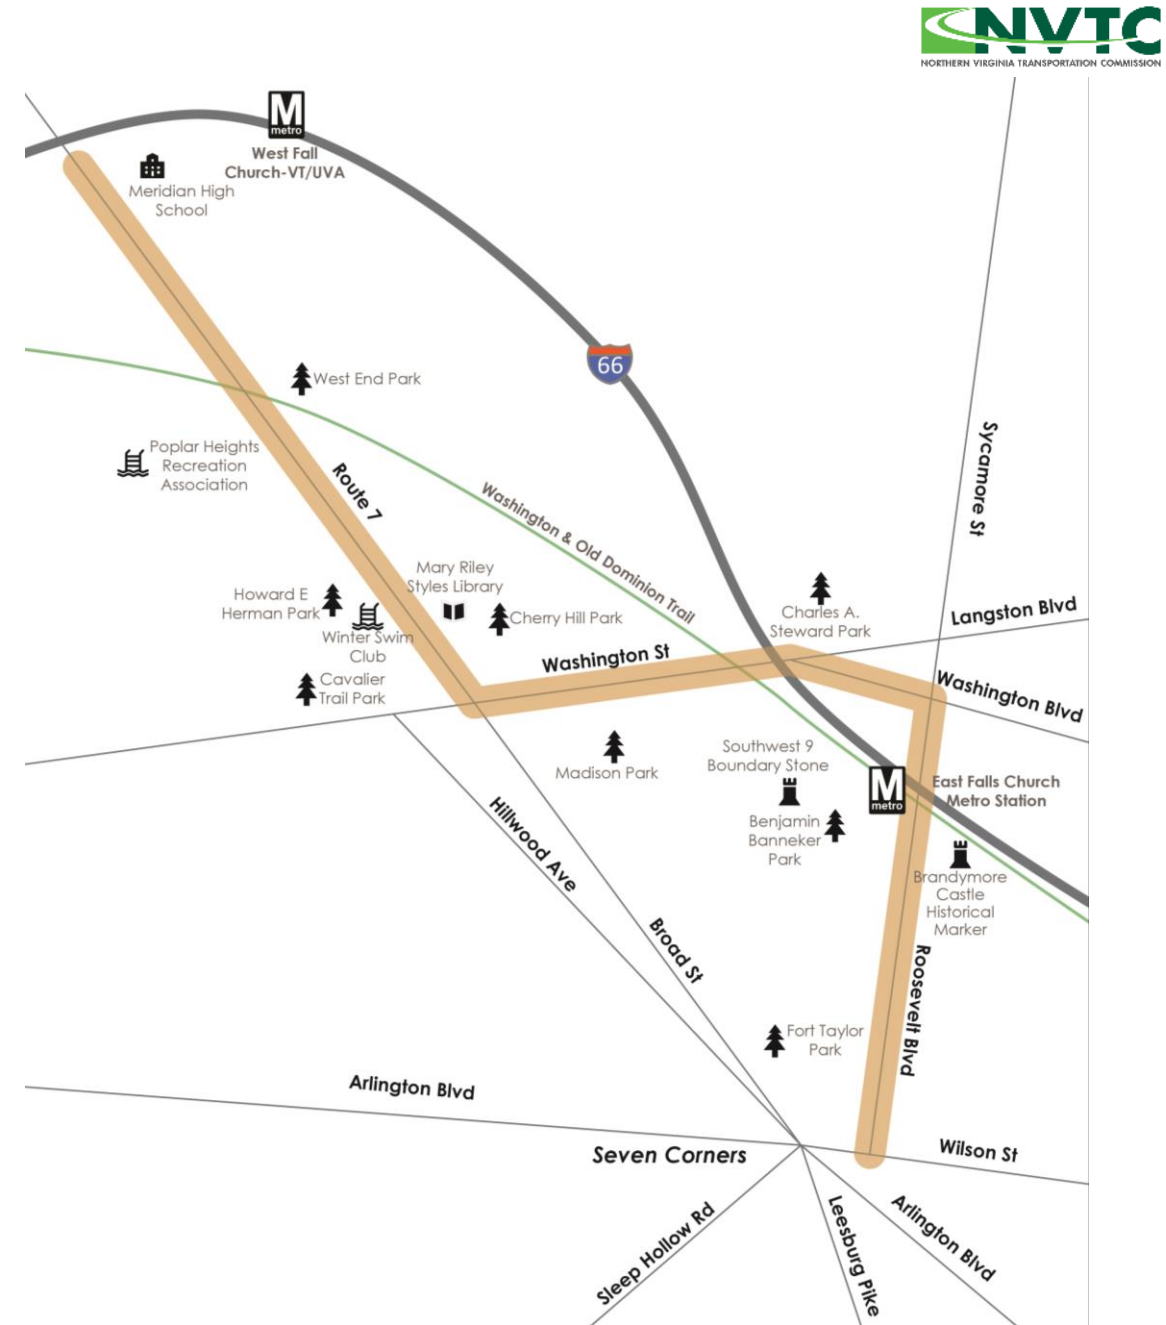 NVTC
NORTHERN VIRGINIA TRANSPORTATION COMMISSION
M
metro
West Fall
Church-VT/UVA
Meridian High
School
66
West End Park
Poplar Heights
Recreation
Association
Route 7
Sycamore St
Washington & Old Dominion Trail
Mary Riley
Styles Library
Howard E
Herman Park
Cherry Hill Park
Winter Swim
Club
Charles A.
Steward Park
Langston Blvd
Washington St
Cavalier
Trail Park
Washington Blvd
Madison Park
Southwest 9
Boundary Stone
M
metro
East Falls Church
Metro Station
Hillwood Ave
Benjamin
Banneker
Park
Brandymore
Castle
Historical
Marker
Broad St
Roosevelt Blvd
Fort Taylor
Park
Arlington Blvd
Seven Corners
Wilson St
Sleep Hollow Rd
Leesburg Pike
Arlington Blvd